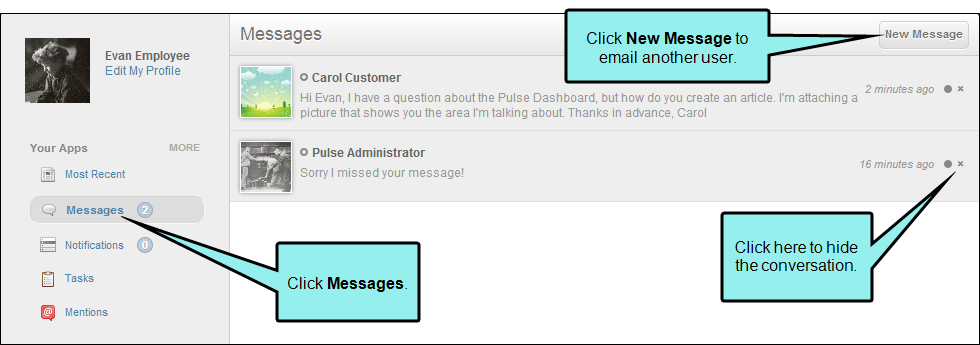 Evan Employee
Edit My Profile
Your Apps MORE
Most Recent
Messages 2
Notifications 0
Tasks
Mentions
Messages
New Message
Click New Message to
email another user.
Carol Customer
Hi Evan, I have a question about the Pulse Dashboard, but how do you create an article. I'm attaching a
picture that shows you the area I'm talking about. Thanks in advance, Carol
2 minutes ago
Pulse Administrator
Sorry I missed your message!
16 minutes ago
Click here to hide
the conversation.
Click Messages.